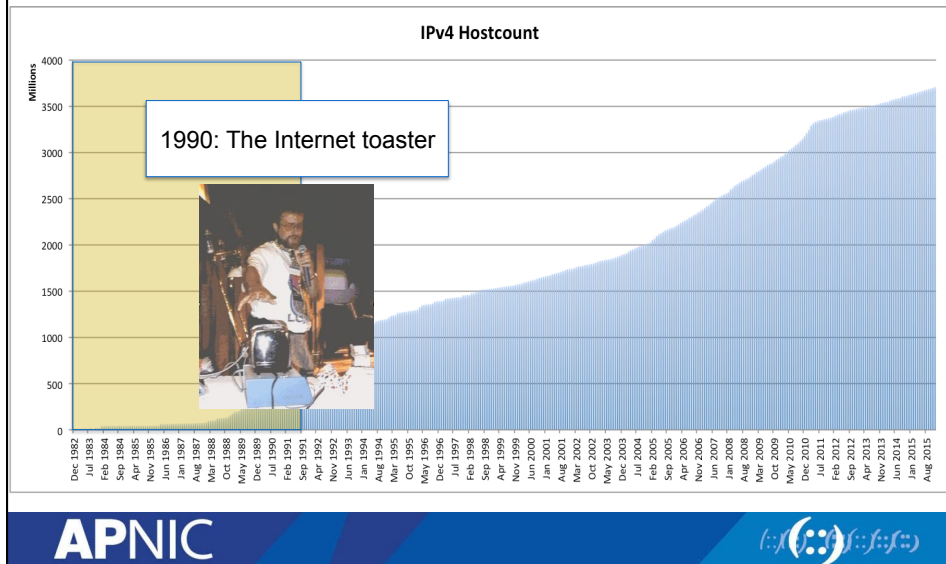 IPv4 Hostcount
Millions
4000
3500
3000
2500
2000
1500
1000
500
0
1990: The Internet toaster
Dec 1982
Jul 1983
Feb 1984
Sep 1984
Apr 1985
Nov 1985
Jun 1986
Jan 1987
Aug 1987
Mar 1988
Oct 1988
May 1989
Dec 1989
Jul 1990
Feb 1991
Sep 1991
Apr 1992
Nov 1992
Jun 1993
Jan 1994
Aug 1994
Mar 1995
Oct 1995
May 1996
Dec 1996
Jul 1997
Feb 1998
Sep 1998
Apr 1999
Nov 1999
Jun 2000
Jan 2001
Aug 2001
Mar 2002
Oct 2002
May 2003
Dec 2003
Jul 2004
Feb 2005
Sep 2005
Apr 2006
Nov 2006
Jun 2007
Jan 2008
Aug 2008
Mar 2009
Oct 2009
May 2010
Dec 2010
Jul 2011
Feb 2012
Sep 2012
Apr 2013
Nov 2013
Jun 2014
Jan 2015
Aug 2015
APNIC